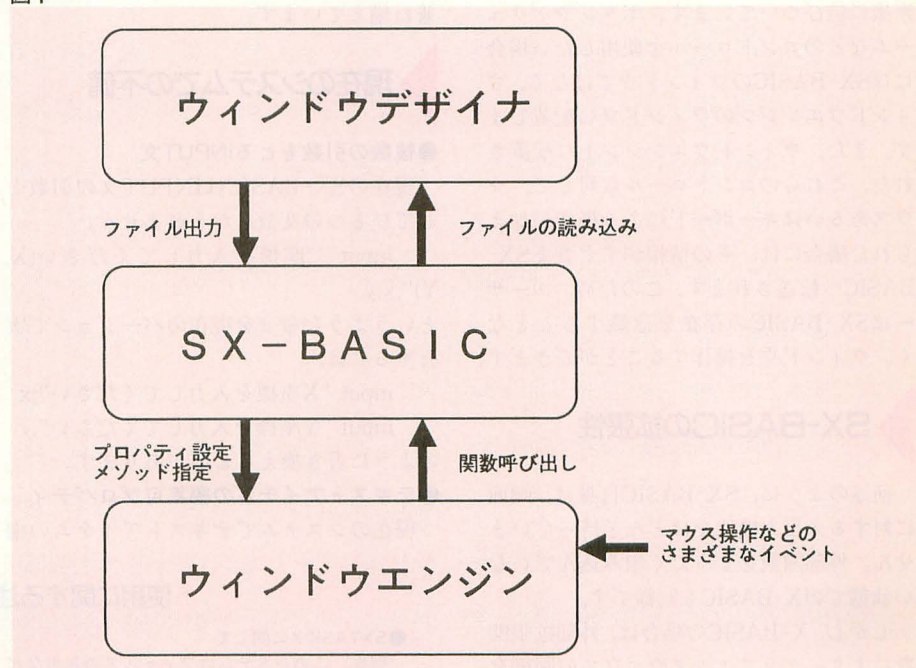 ウィンドウデザイナ
ファイル出力
ファイルの読み込み
SX-BASIC
プロパティ設定
メソッド指定
関数呼び出し
マウス操作などの
さまざまなイベント
ウィンドウエンジン